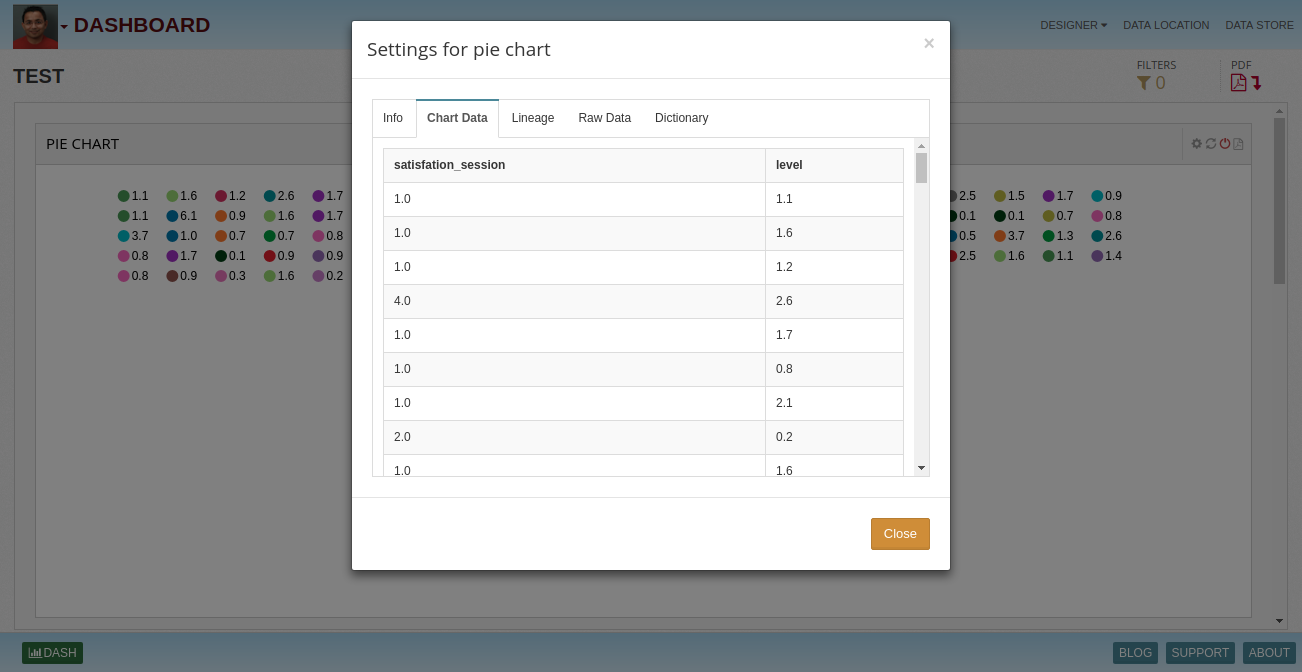 DASHBOARD
DESIGNER DATA LOCATION DATA STORE
TEST
FILTERS PDF
0
PIE CHART
1.1 1.6 1.2 2.6 1.7
2.5 1.5 1.7 0.9
1.1 6.1 0.9 1.6 1.7
0.1 0.1 0.7 0.8
3.7 1.0 0.7 0.7 0.8
0.5 3.7 1.3 2.6
0.8 1.7 0.1 0.9 0.9
2.5 1.6 1.1 1.4
0.8 0.9 0.3 1.6 0.2
Settings for pie chart ×
Info Chart Data Lineage Raw Data Dictionary
satisfation_session level
1.0 1.1
1.0 1.6
1.0 1.2
4.0 2.6
1.0 1.7
1.0 0.8
1.0 2.1
2.0 0.2
1.0 1.6
Close
DASH
BLOG SUPPORT ABOUT